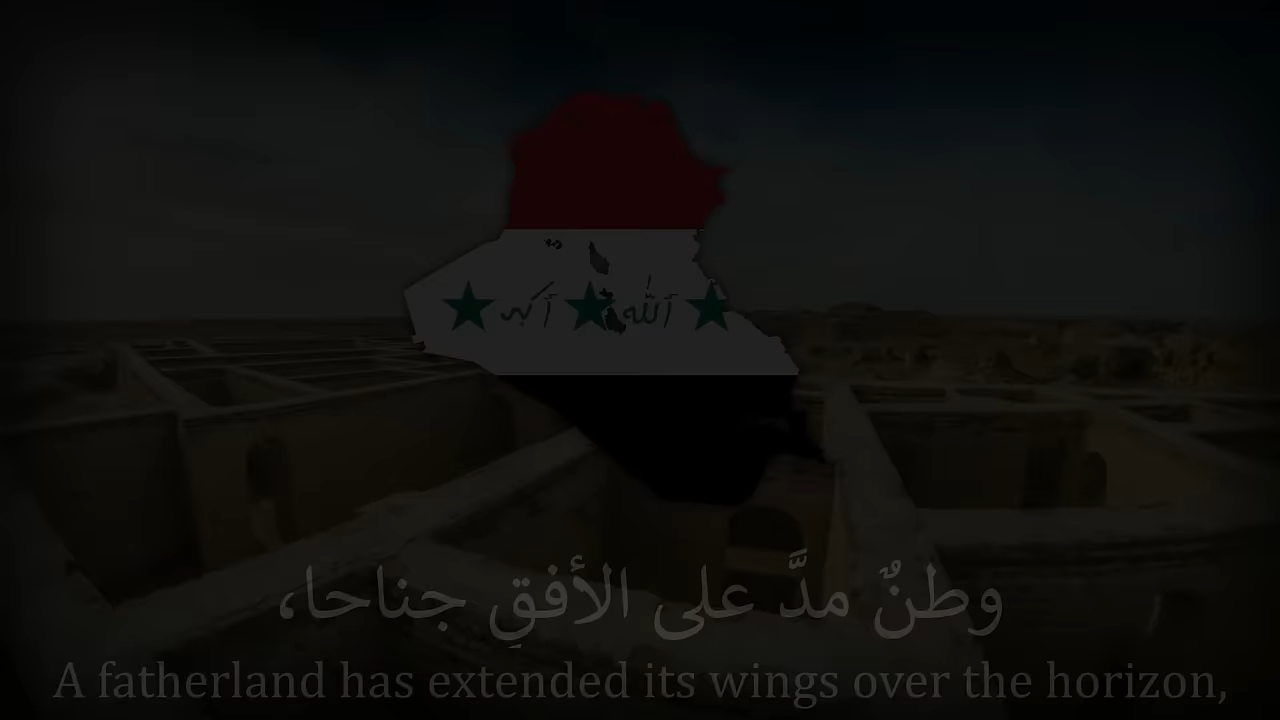 الله أكبر
وطنٌ مدَّ على الأفقِ جناحا،
A fatherland has extended its wings over the horizon,